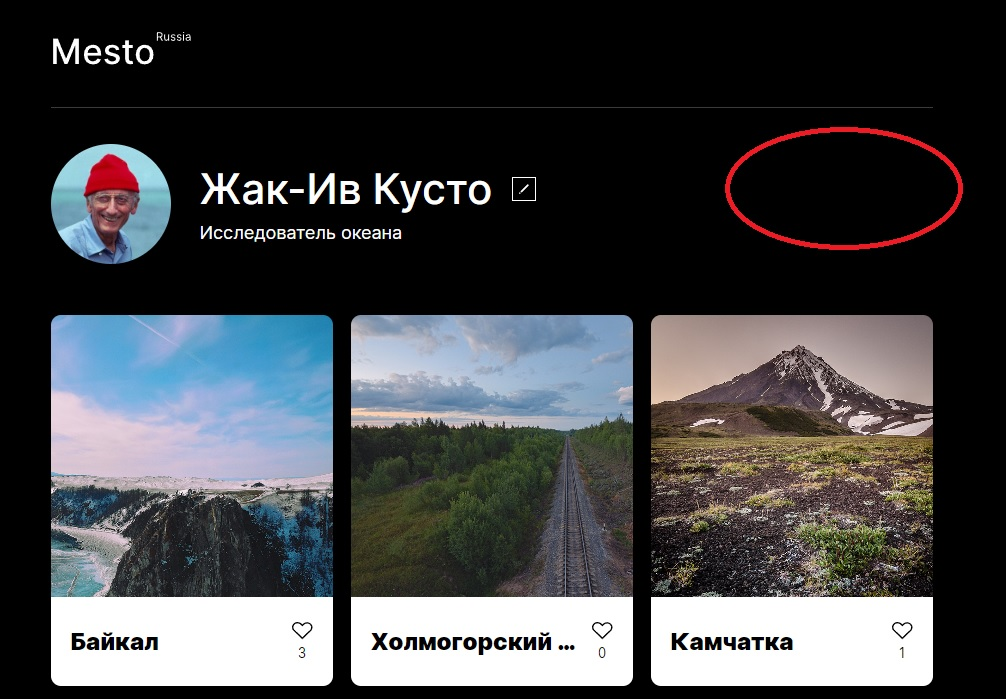 Mesto Russia
Жак-Ив Кусто
Исследователь океана
Байкал
3
Холмогорский ...
0
Камчатка
1